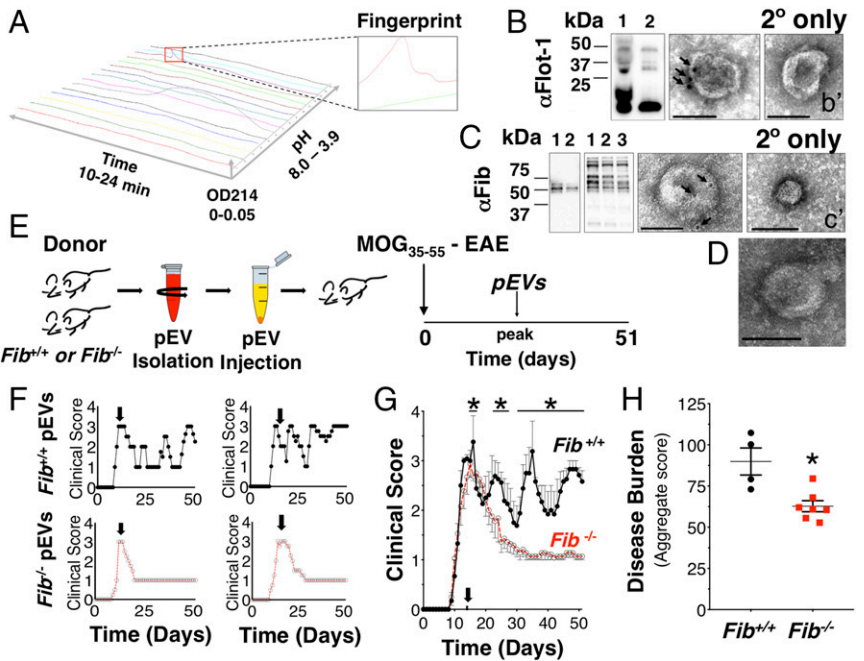 A
Fingerprint
pH
8.0 – 3.9
Time
10-24 min
OD214
0-0.05
B
kDa 1 2
2º only
αFlot-1
50
37
25
b'
C
kDa 1 2 1 2 3
2º only
αFib
75
50
37
c'
D
E
Donor
MOG35-55 - EAE
pEVs
Fib+/+ or Fib-/-
pEV
Isolation
pEV
Injection
0 peak 51
Time (days)
F
Fib+/+ pEVs
Clinical Score
4
3
2
1
0
0 25 50
Clinical Score
4
3
2
1
0
0 25 50
Fib-/- pEVs
Clinical Score
4
3
2
1
0
0 25 50
Clinical Score
4
3
2
1
0
0 25 50
Time (Days) Time (Days)
G
* * *
Clinical Score
4
3
2
1
0
Fib+/+
Fib -/-
0 10 20 30 40 50
Time (Days)
H
Disease Burden
(Aggregate score)
125
100
75
50
25
0
*
Fib+/+ Fib-/-